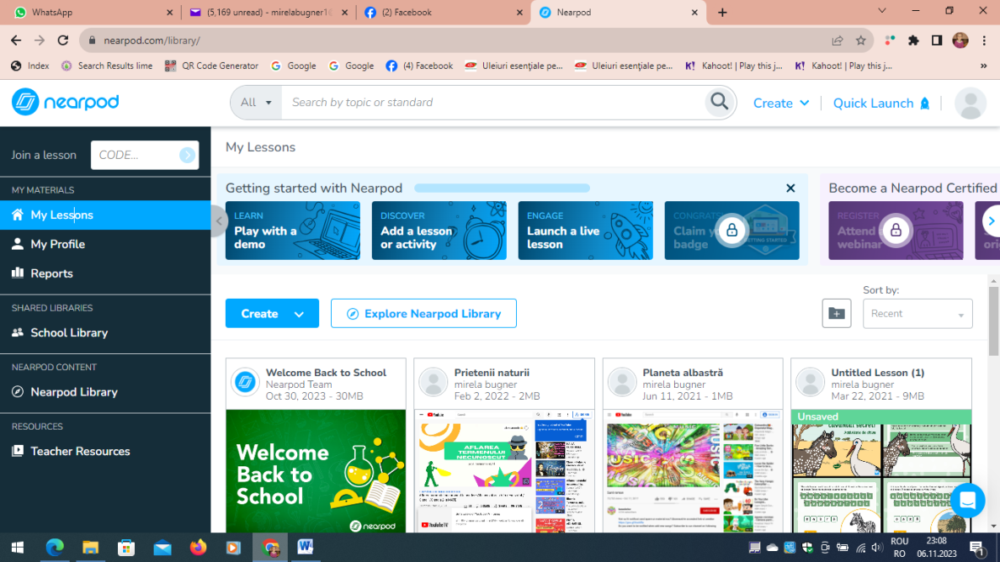 WhatsApp
(5,169 unread) - mirelabugner1@
(2) Facebook
Nearpod
nearpod.com/library/
Index
Search Results lime
QR Code Generator
Google
Google
(4) Facebook
Uleiuri esențiale pe...
Uleiuri esențiale pe...
Kahoot! | Play this j...
Kahoot! | Play this j...
nearpod
All
Search by topic or standard
Create
Quick Launch
Join a lesson
CODE...
MY MATERIALS
My Lessons
My Profile
Reports
SHARED LIBRARIES
School Library
NEARPOD CONTENT
Nearpod Library
RESOURCES
Teacher Resources
My Lessons
Getting started with Nearpod
LEARN
Play with a
demo
DISCOVER
Add a lesson
or activity
ENGAGE
Launch a live
lesson
CONGRATS
Claim y
badge
GETTING STARTED
Become a Nearpod Certified
REGISTER
Attend
webinar
Create
Explore Nearpod Library
Sort by:
Recent
Welcome Back to School
Nearpod Team
Oct 30, 2023 - 30MB
Welcome
Back to
School
nearpod
Prietenii naturii
mirela bugner
Feb 2, 2022 - 2MB
YouTube
AFLAREA
TERMENULUI
NECUNOSCUT
Planeta albastră
mirela bugner
Jun 11, 2021 - 1MB
YouTube
MUSIC
Untitled Lesson (1)
mirela bugner
Mar 22, 2021 - 9MB
Unsaved
ROU
RO
23:08
06.11.2023
1